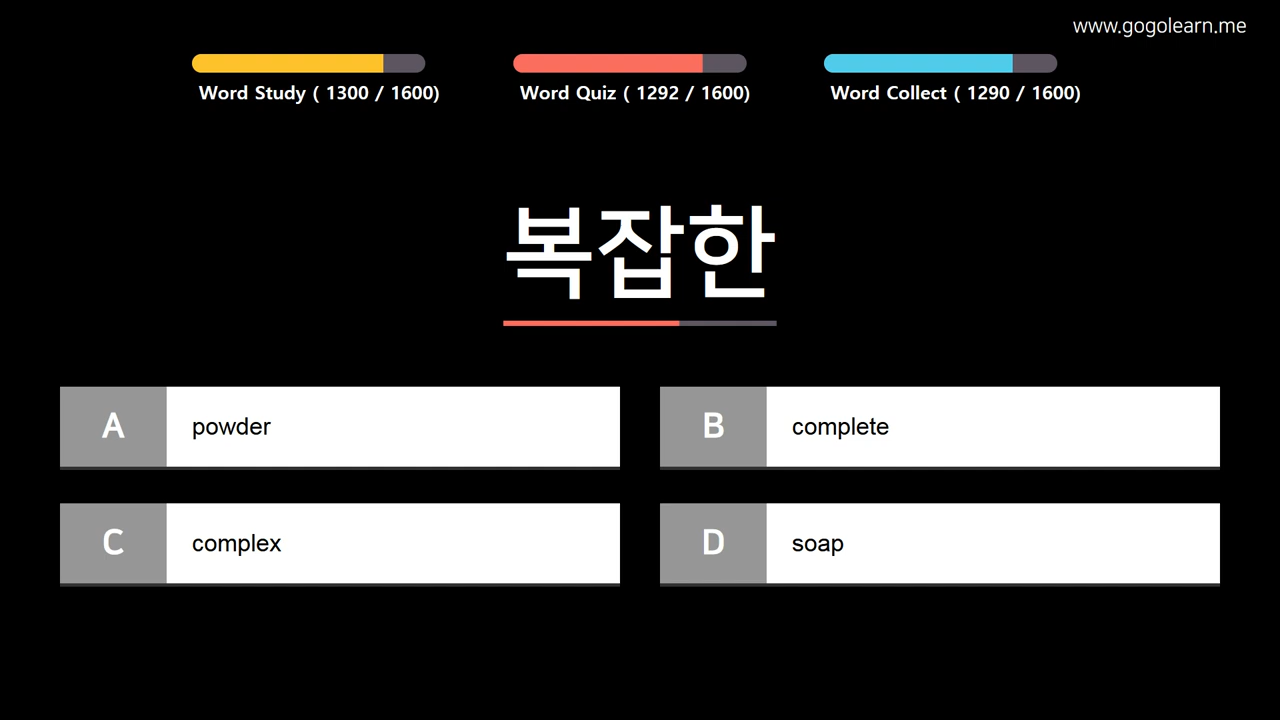 www.gogolearn.me
Word Study ( 1300 / 1600)
Word Quiz ( 1292 / 1600)
Word Collect ( 1290 / 1600)
복잡한
A powder
B complete
C complex
D soap